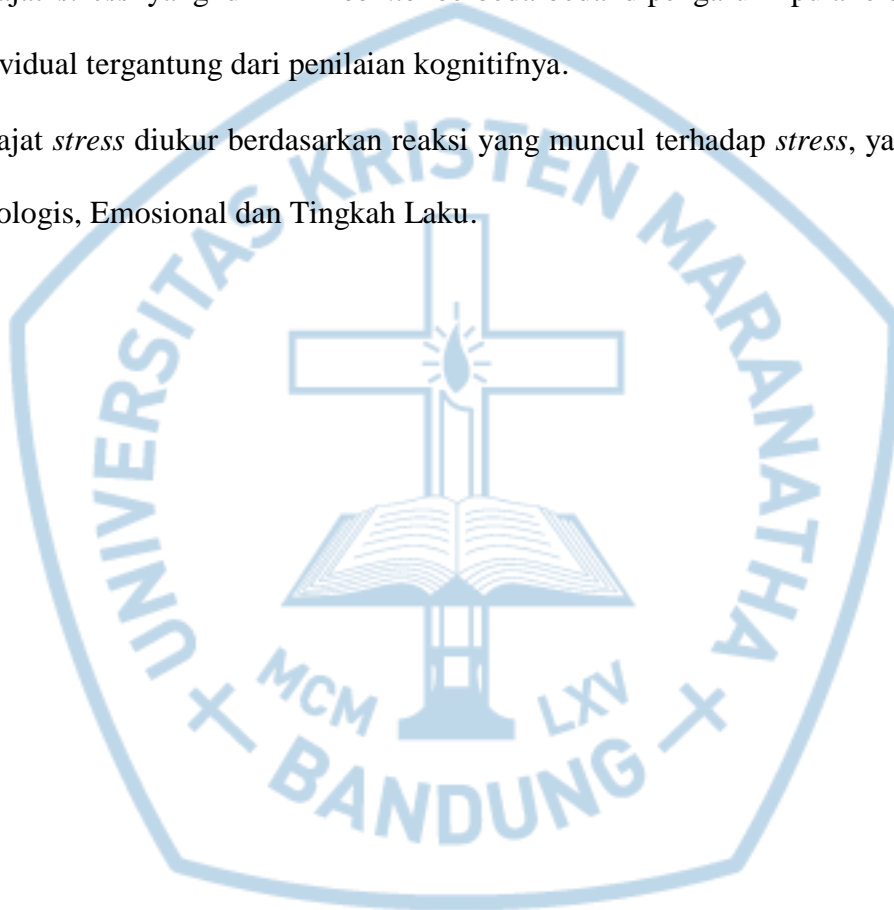 vidual tergantung dari penilaian kognitifnya.
ajat stress diukur berdasarkan reaksi yang muncul terhadap stress, ya
ologis, Emosional dan Tingkah Laku.
UNIVERSITAS KRISTEN MARANATHA
MCM LXV
BANDUNG